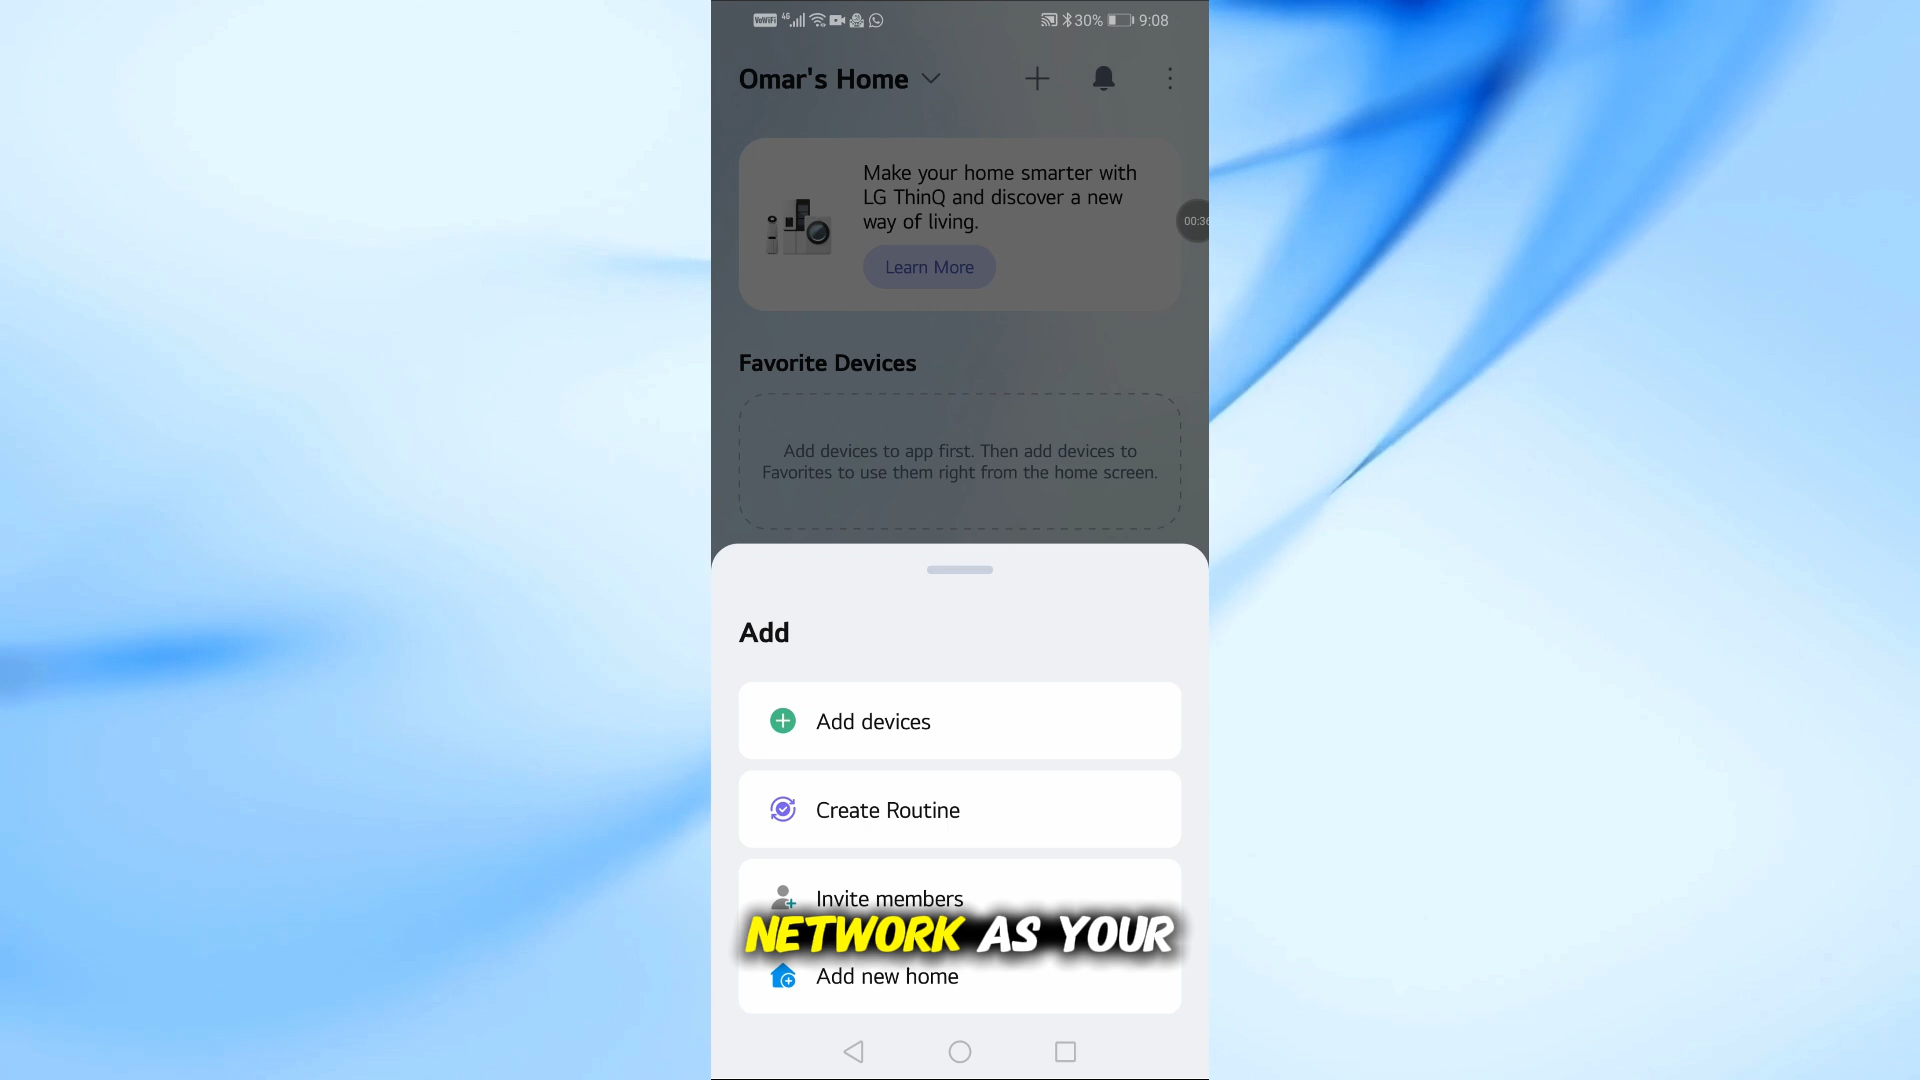 VoWiFi 4G 30% 9:08
Omar's Home
Make your home smarter with
LG ThinQ and discover a new
way of living.
00:36
Learn More
Favorite Devices
Add devices to app first. Then add devices to
Favorites to use them right from the home screen.
Add
Add devices
Create Routine
Invite members
NETWORK AS YOUR
Add new home